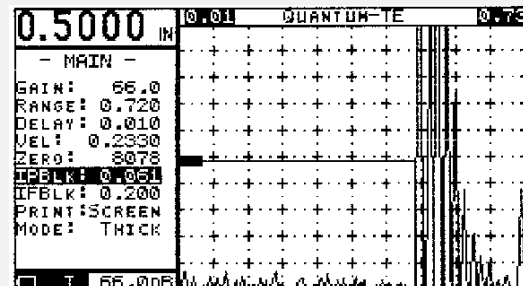 0.5000 IN
0.01 QUANTUM-TE 0.73
- MAIN -
GAIN: 66.0
RANGE: 0.720
DELAY: 0.010
VEL: 0.2330
ZERO: 8078
IPBLK: 0.061
IFBLK: 0.200
PRINT:SCREEN
MODE: THICK
66.0DB